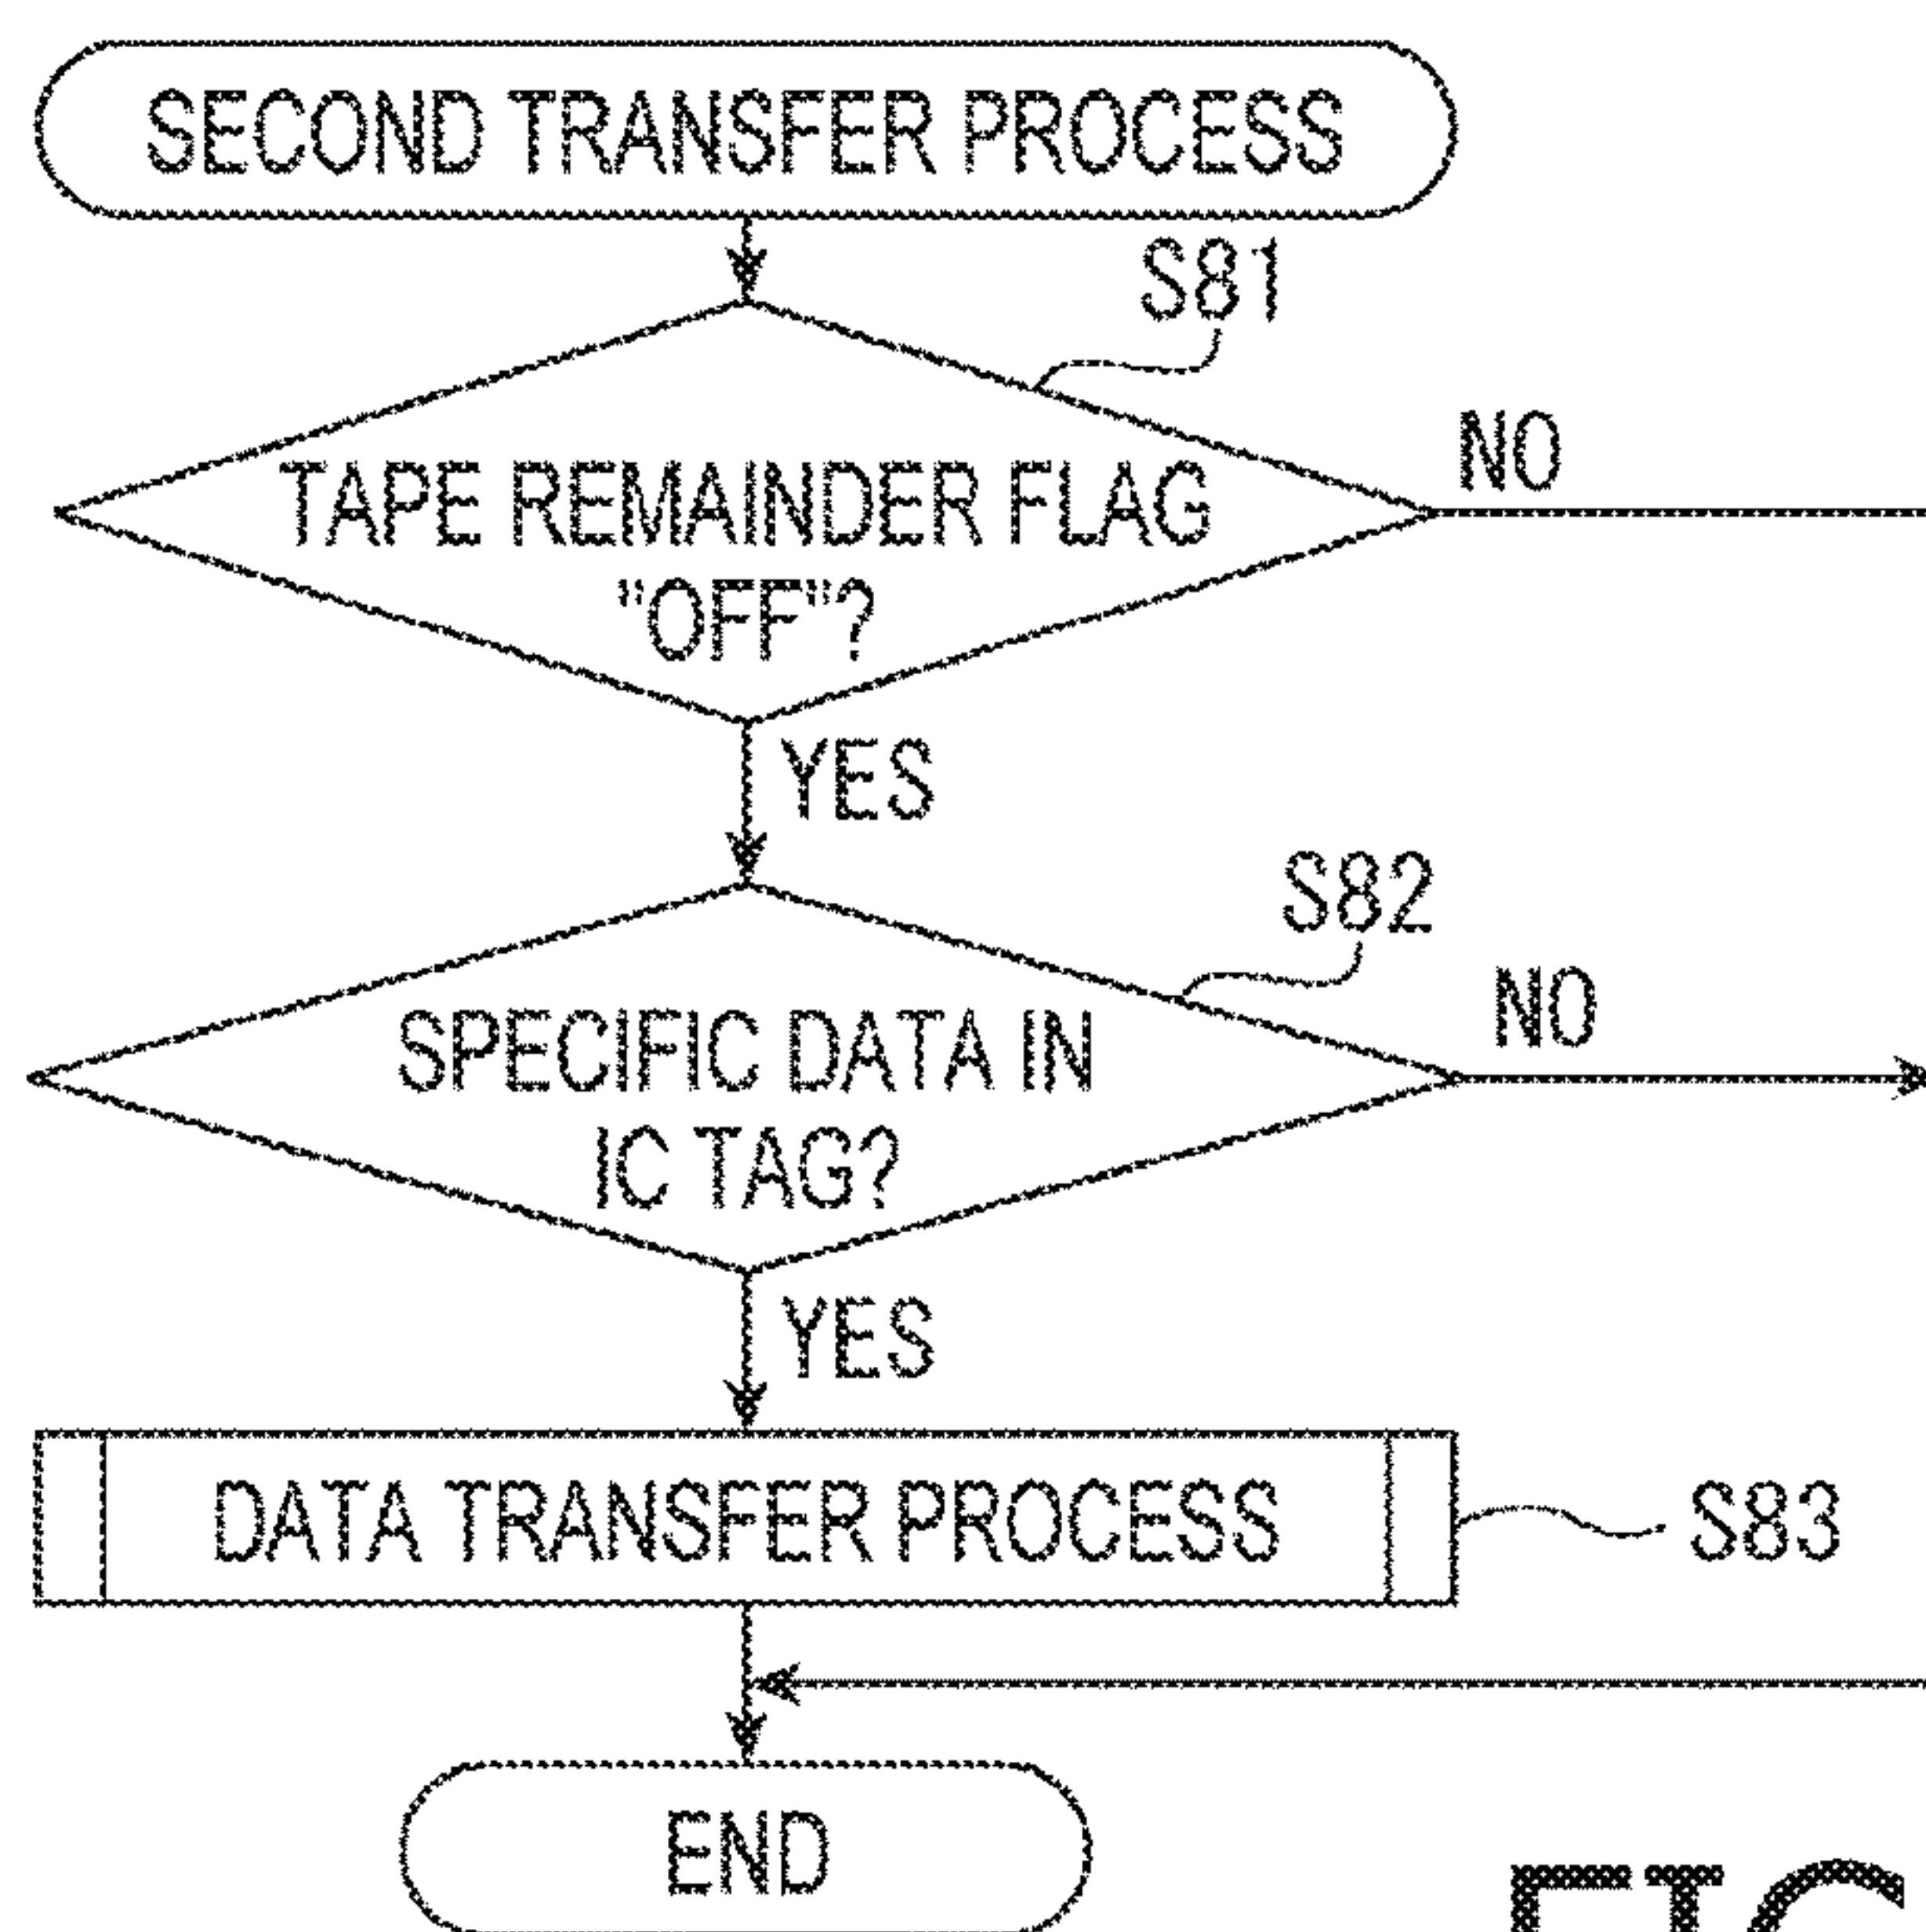 SECOND TRANSFER PROCESS
S81
TAPE REMAINDER FLAG
"OFF"?
NO
YES
S82
SPECIFIC DATA IN
IC TAG?
NO
YES
DATA TRANSFER PROCESS
S83
END